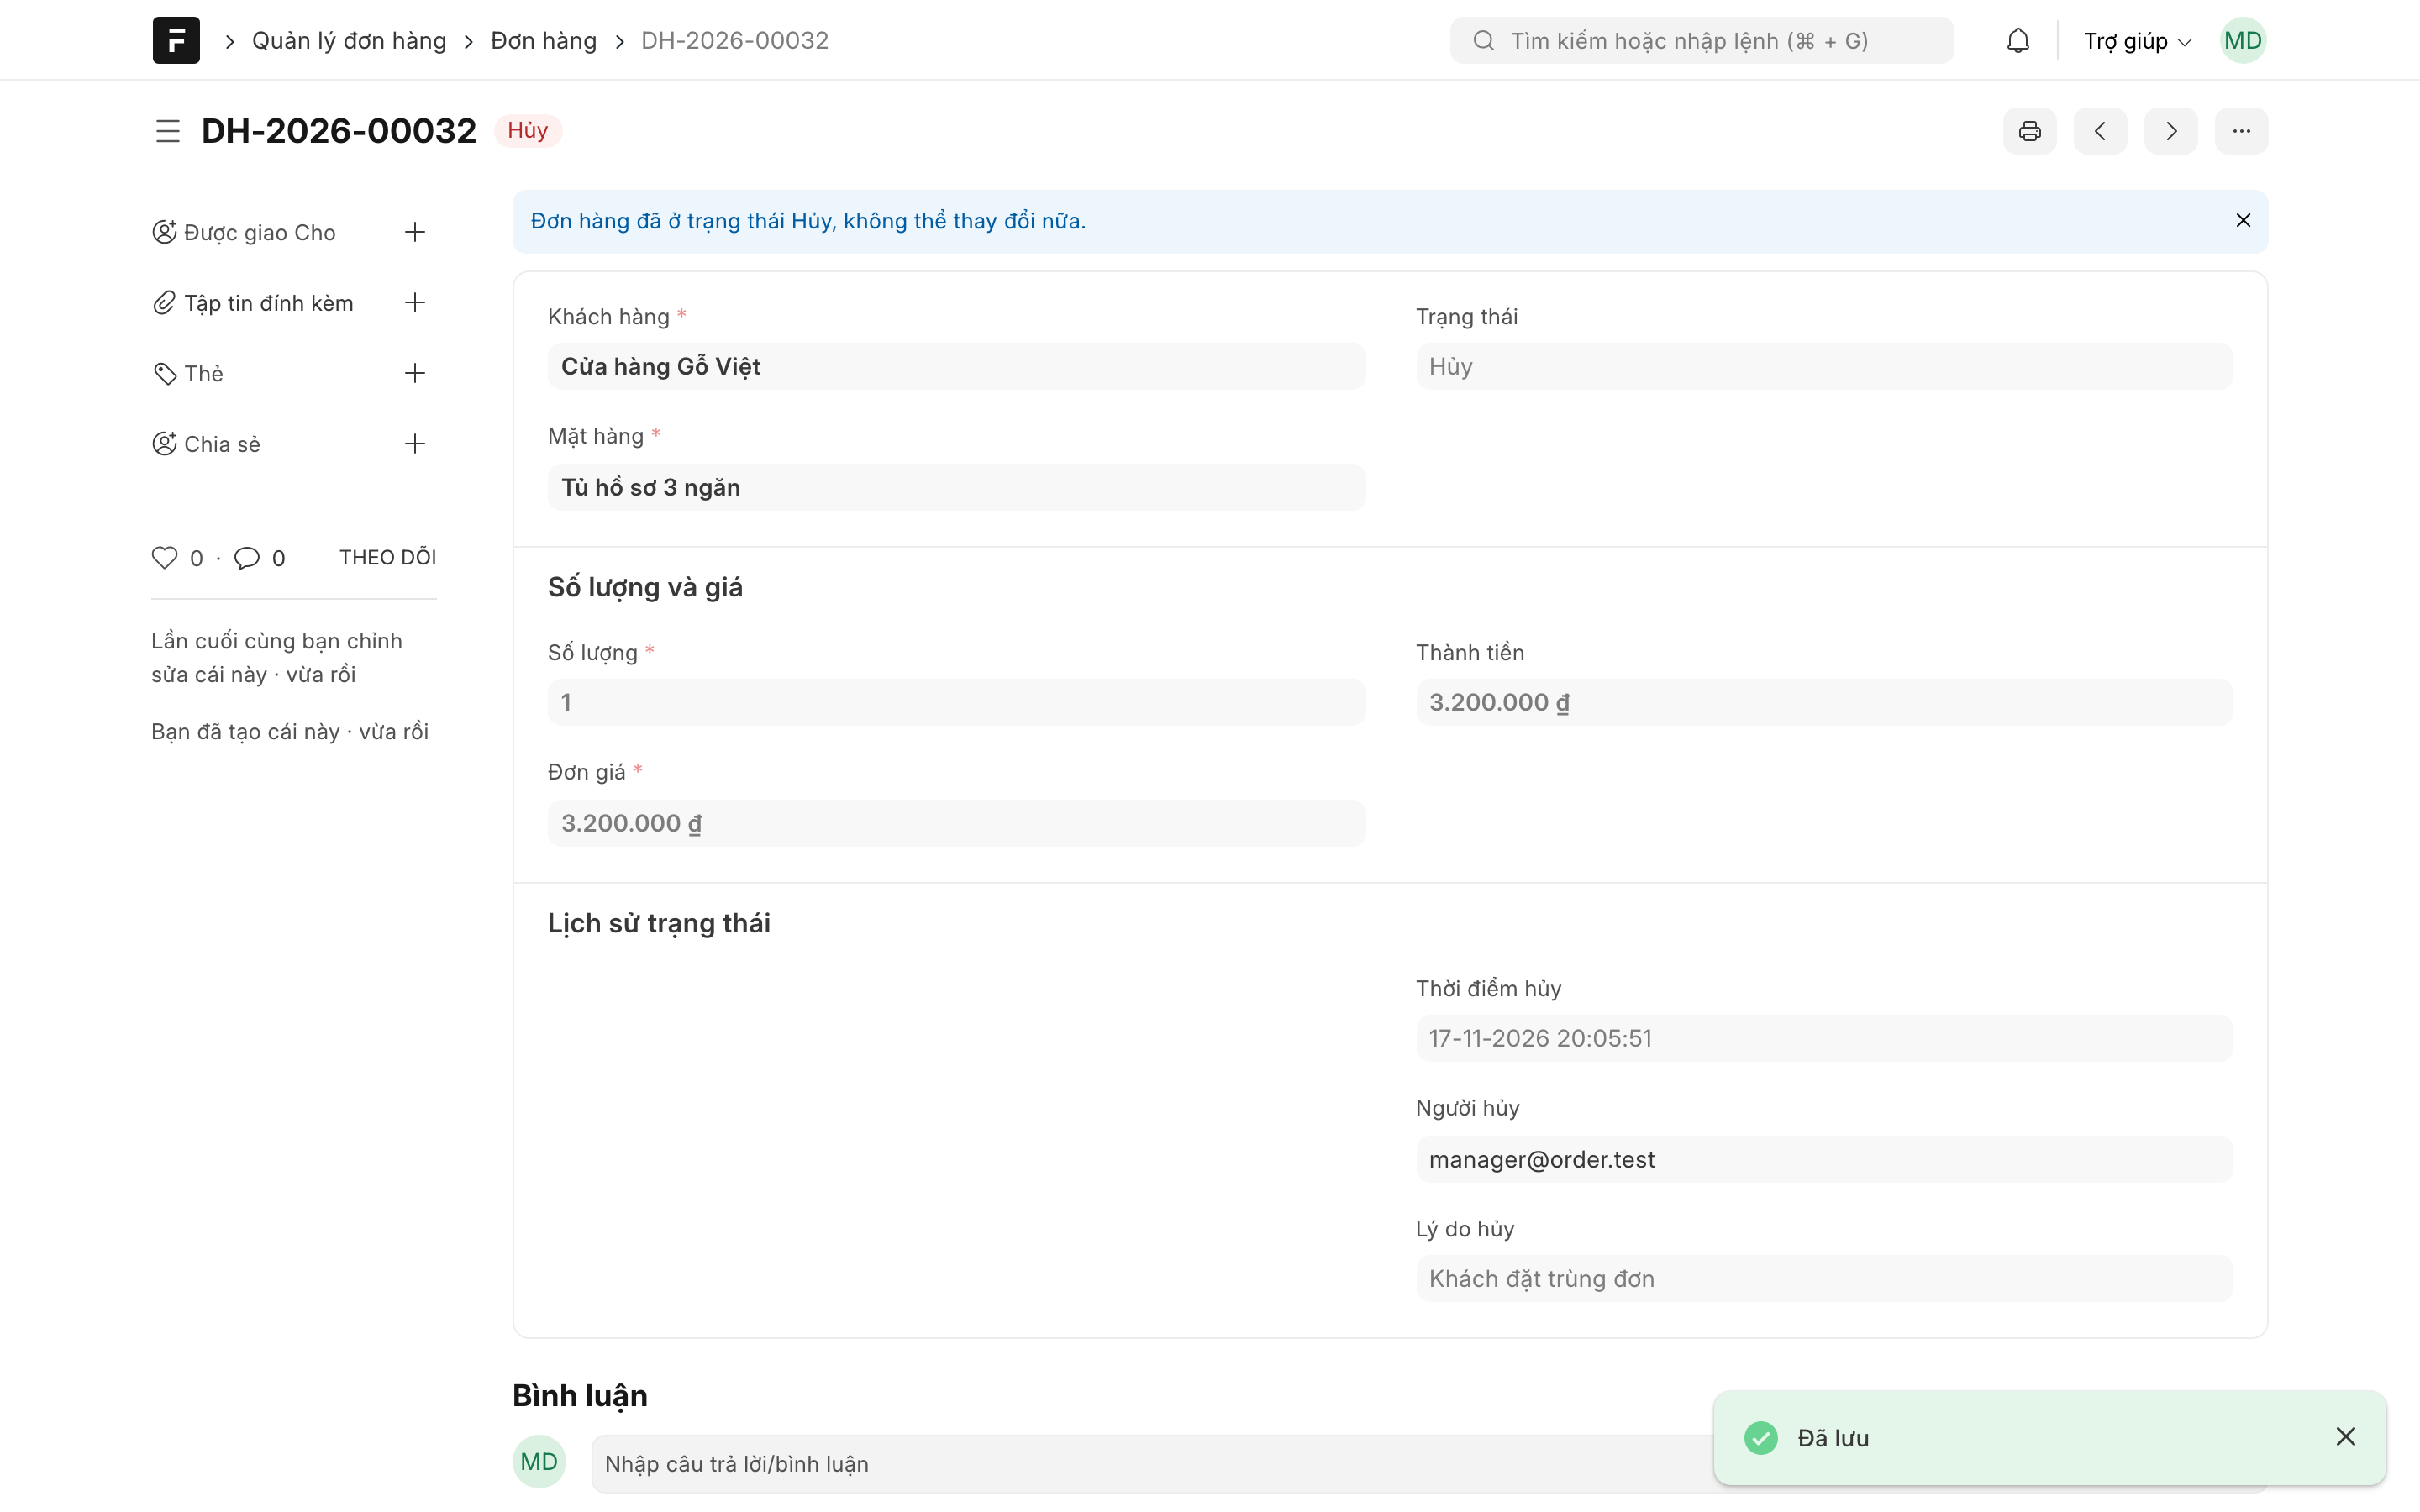 Quản lý đơn hàng
Đơn hàng
DH-2026-00032
Tìm kiếm hoặc nhập lệnh (⌘ + G)
Trợ giúp
MD
DH-2026-00032
Hủy
Được giao Cho
Tập tin đính kèm
Thẻ
Chia sẻ
0 · 0
THEO DÕI
Lần cuối cùng bạn chỉnh
sửa cái này · vừa rồi
Bạn đã tạo cái này · vừa rồi
Đơn hàng đã ở trạng thái Hủy, không thể thay đổi nữa.
Khách hàng *
Cửa hàng Gỗ Việt
Trạng thái
Hủy
Mặt hàng *
Tủ hồ sơ 3 ngăn
Số lượng và giá
Số lượng *
1
Thành tiền
3.200.000 ₫
Đơn giá *
3.200.000 ₫
Lịch sử trạng thái
Thời điểm hủy
17-11-2026 20:05:51
Người hủy
manager@order.test
Lý do hủy
Khách đặt trùng đơn
Bình luận
MD
Nhập câu trả lời/bình luận
Đã lưu